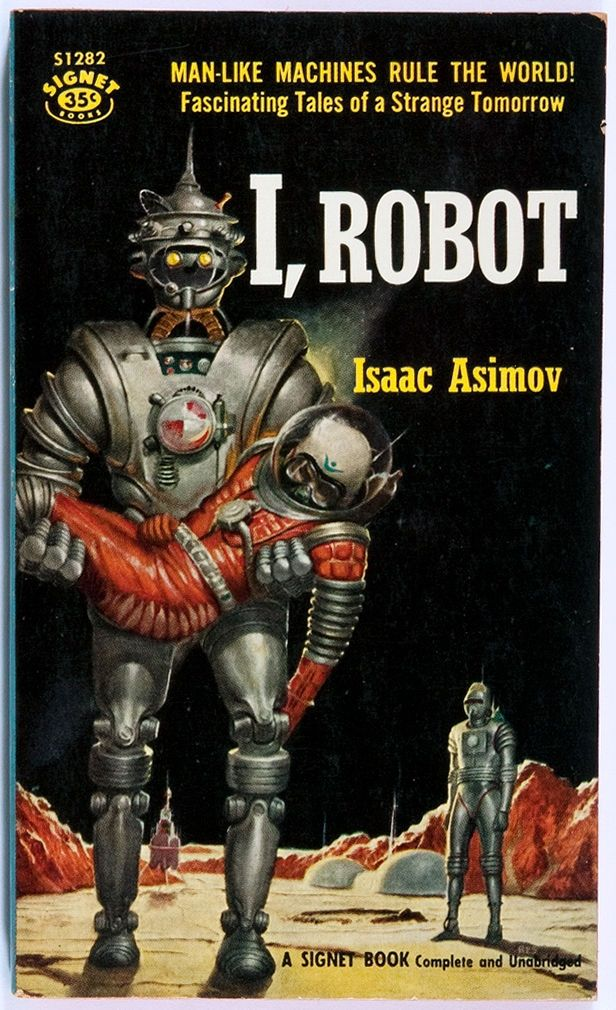 S1282
SIGNET
35¢
BOOKS
MAN-LIKE MACHINES RULE THE WORLD!
Fascinating Tales of a Strange Tomorrow
I, ROBOT
Isaac Asimov
A SIGNET BOOK Complete and Unabridged